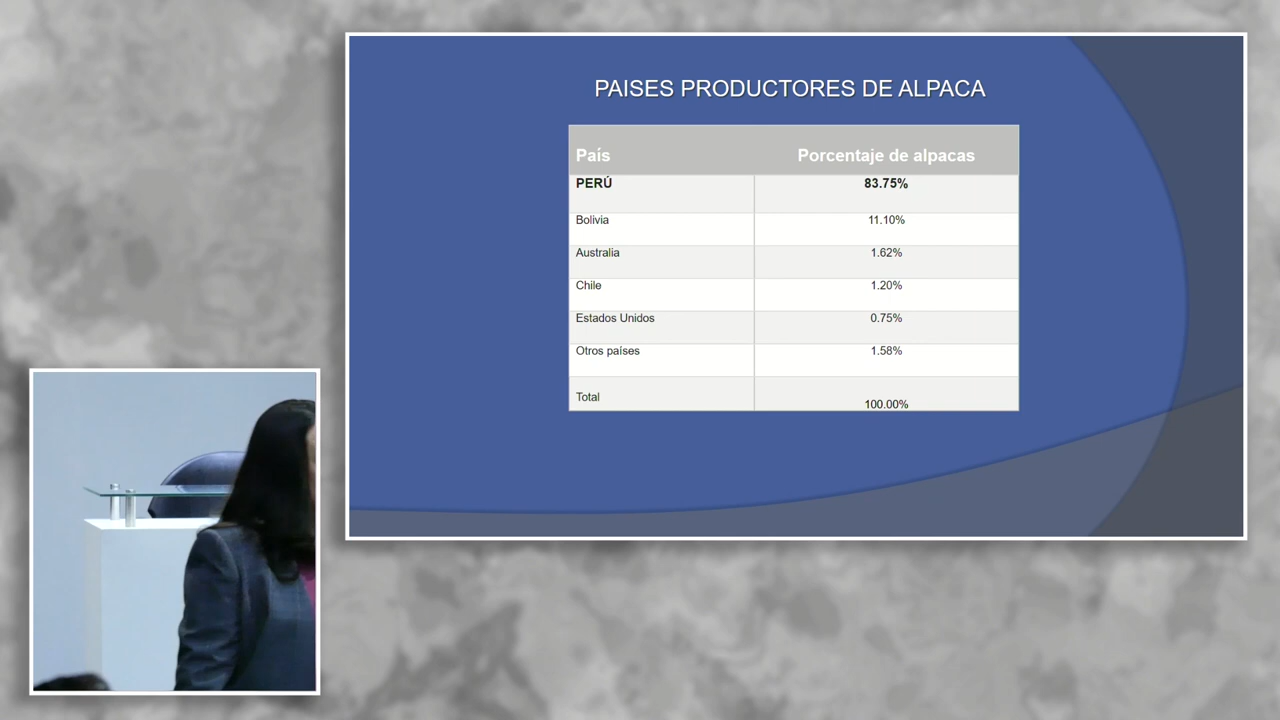 PAISES PRODUCTORES DE ALPACA
País Porcentaje de alpacas
PERÚ 83.75%
Bolivia 11.10%
Australia 1.62%
Chile 1.20%
Estados Unidos 0.75%
Otros países 1.58%
Total 100.00%